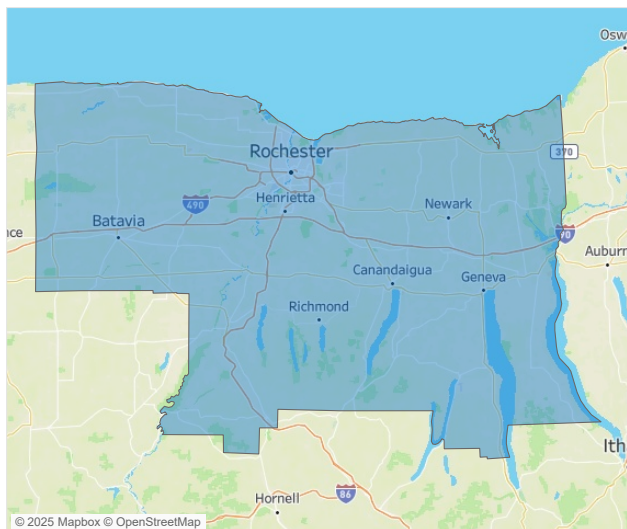 Osw
Rochester
370
490
Henrietta
Newark
Batavia
nce
90
Auburn
Canandaigua
Geneva
Richmond
Ith
86
Hornell
© 2025 Mapbox © OpenStreetMap